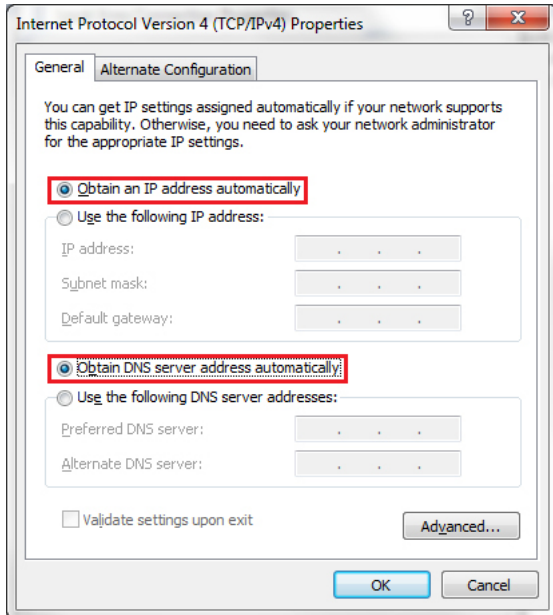 Internet Protocol Version 4 (TCP/IPv4) Properties
General
Alternate Configuration
You can get IP settings assigned automatically if your network supports
this capability. Otherwise, you need to ask your network administrator
for the appropriate IP settings.
Obtain an IP address automatically
Use the following IP address:
IP address:
Subnet mask:
Default gateway:
Obtain DNS server address automatically
Use the following DNS server addresses:
Preferred DNS server:
Alternate DNS server:
Validate settings upon exit
Advanced...
OK
Cancel